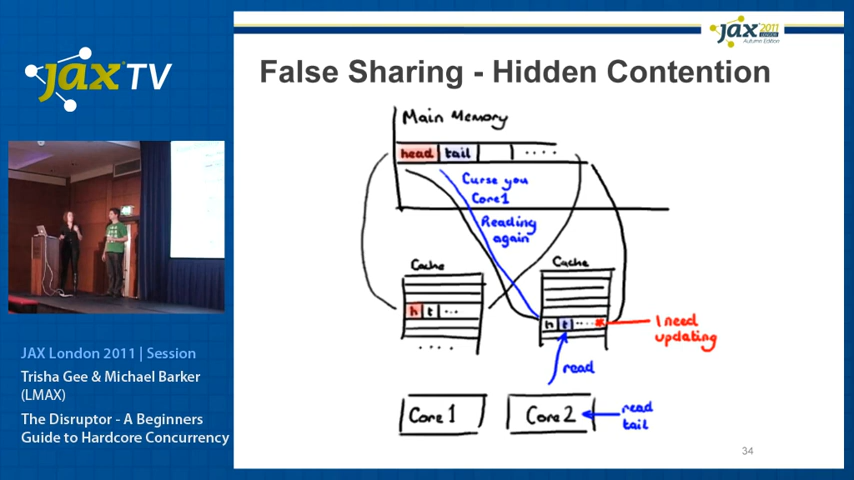 JAX TV
JAX London 2011 | Session
Trisha Gee & Michael Barker
(LMAX)
The Disruptor - A Beginners
Guide to Hardcore Concurrency
jax 2011
LONDON
Autumn Edition
False Sharing - Hidden Contention
Main Memory
head tail ....
Curse you
Core1
Reading
again
Cache
h t ...
....
Cache
h t ... *
....
I need
updating
read
Core 1
Core 2
read
tail
34